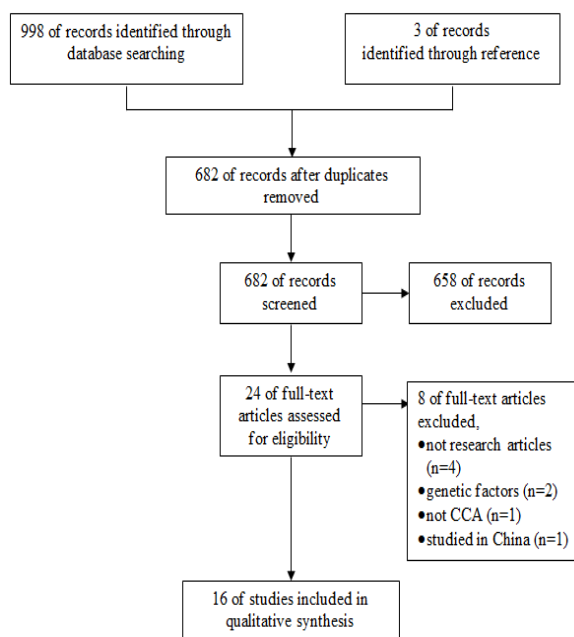 998 of records identified through
database searching
3 of records
identified through reference
682 of records after duplicates
removed
682 of records
screened
658 of records
excluded
24 of full-text
articles assessed
for eligibility
8 of full-text articles
excluded,
●not research articles
(n=4)
●genetic factors (n=2)
●not CCA (n=1)
●studied in China (n=1)
16 of studies included in
qualitative synthesis